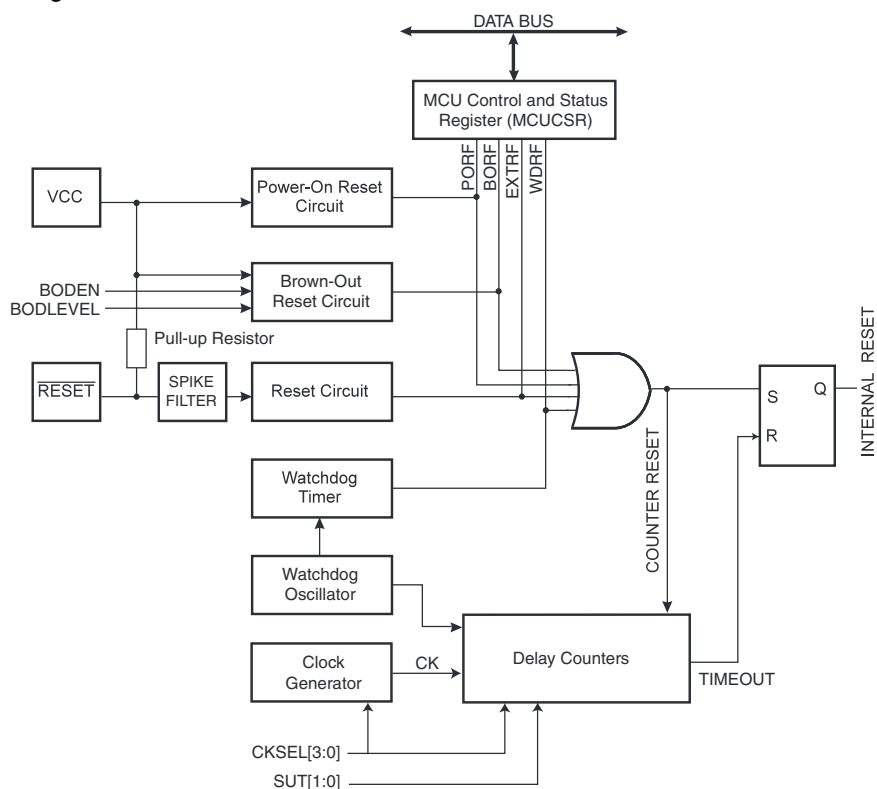 DATA BUS
MCU Control and Status
Register (MCUCSR)
PORF
BORF
EXTRF
WDRF
VCC
Power-On Reset
Circuit
BODEN
BODLEVEL
Brown-Out
Reset Circuit
Pull-up Resistor
RESET
SPIKE
FILTER
Reset Circuit
S
Q
R
INTERNAL RESET
COUNTER RESET
Watchdog
Timer
Watchdog
Oscillator
Clock
Generator
CK
Delay Counters
TIMEOUT
CKSEL[3:0]
SUT[1:0]